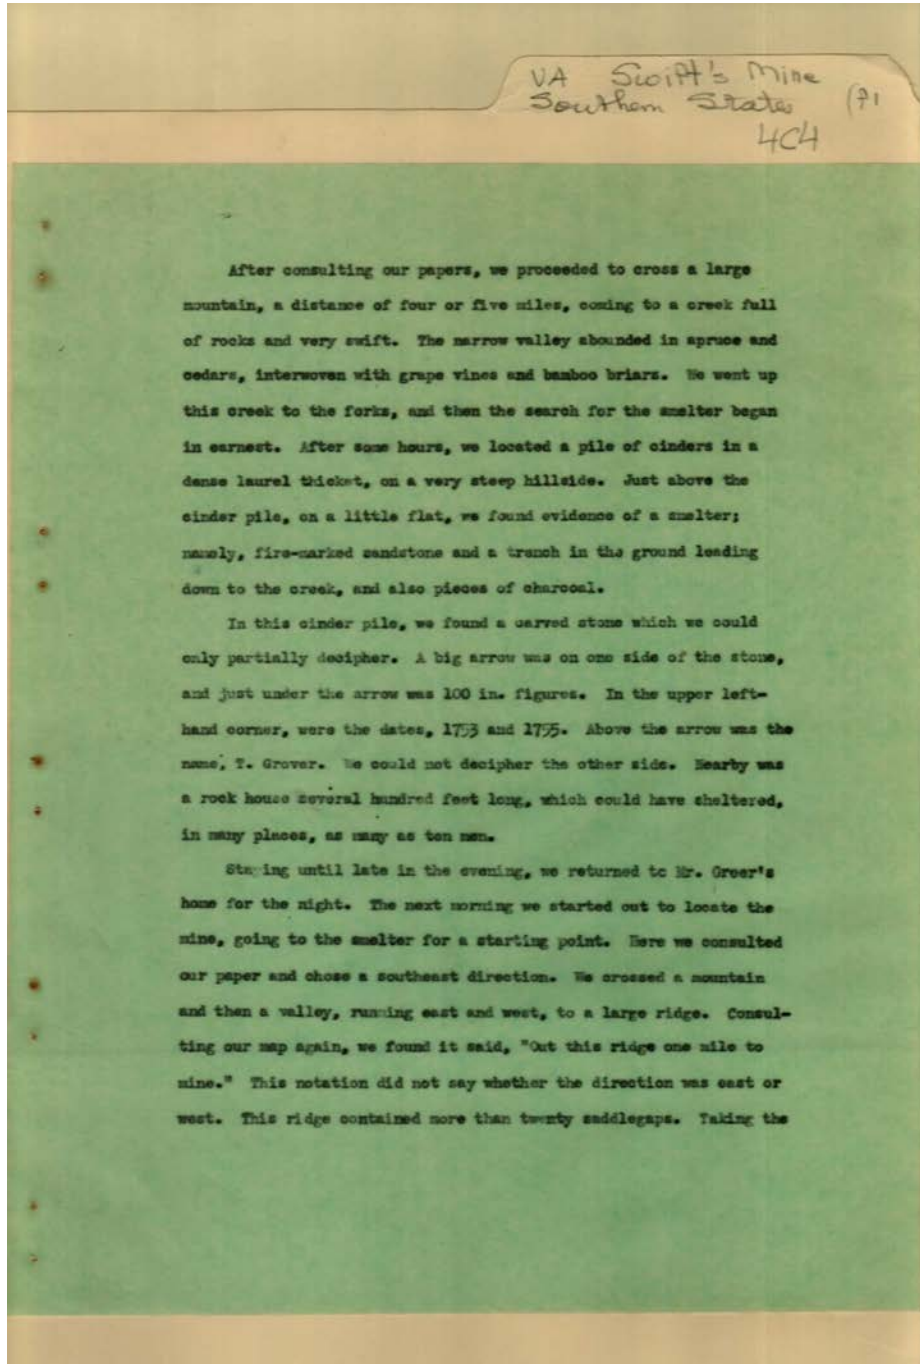 VA Swift's Mine
Southern States (P1
4C4
After consulting our papers, we proceeded to cross a large
mountain, a distance of four or five miles, coming to a creek full
of rocks and very swift. The narrow valley abounded in spruce and
cedars, interwoven with grape vines and bamboo briars. We went up
this creek to the forks, and then the search for the smelter began
in earnest. After some hours, we located a pile of cinders in a
dense laurel thicket, on a very steep hillside. Just above the
cinder pile, on a little flat, we found evidence of a smelter;
namely, fire-marked sandstone and a trench in the ground leading
down to the creek, and also pieces of charcoal.
In this cinder pile, we found a carved stone which we could
only partially decipher. A big arrow was on one side of the stone,
and just under the arrow was 100 in. figures. In the upper left-
hand corner, were the dates, 1753 and 1755. Above the arrow was the
name, T. Grover. We could not decipher the other side. Nearby was
a rock house several hundred feet long, which could have sheltered,
in many places, as many as ten men.
Staying until late in the evening, we returned to Mr. Greer's
home for the night. The next morning we started out to locate the
mine, going to the smelter for a starting point. Here we consulted
our paper and chose a southeast direction. We crossed a mountain
and then a valley, running east and west, to a large ridge. Consul-
ting our map again, we found it said, "Out this ridge one mile to
mine." This notation did not say whether the direction was east or
west. This ridge contained more than twenty saddlegaps. Taking the